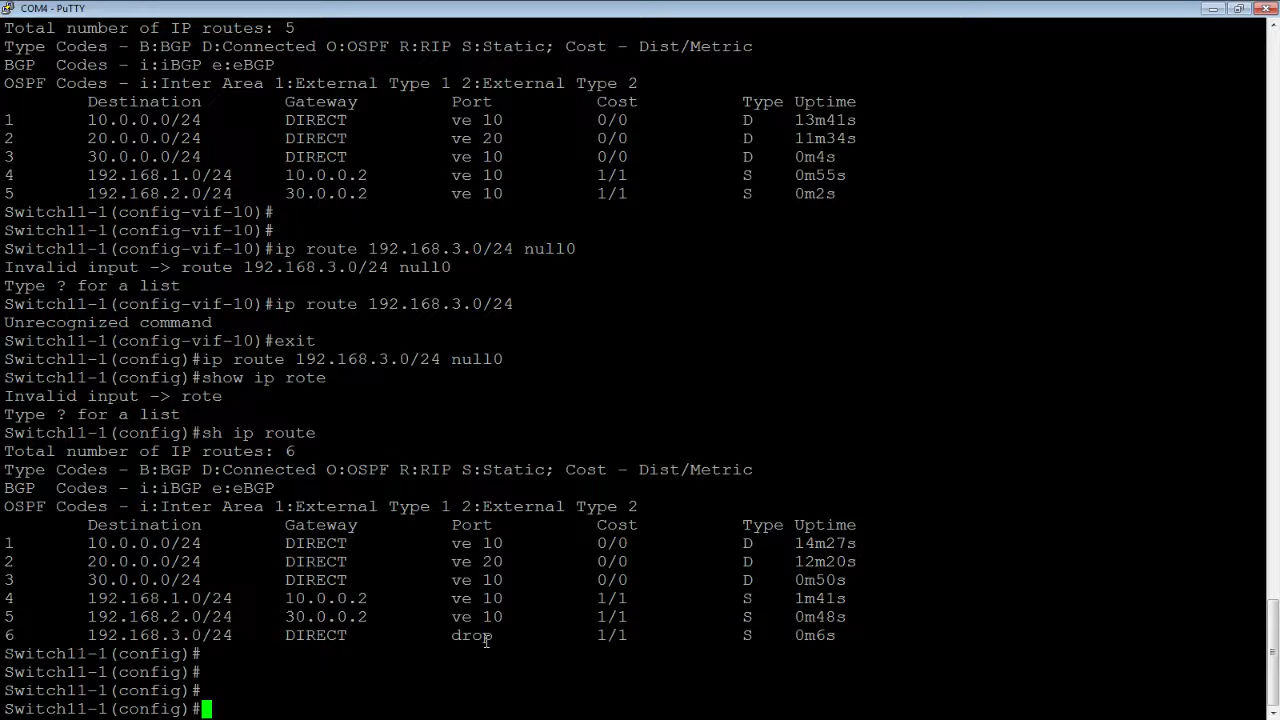 COM4 - PuTTY
Total number of IP routes: 5
Type Codes - B:BGP D:Connected O:OSPF R:RIP S:Static; Cost - Dist/Metric
BGP  Codes - i:iBGP e:eBGP
OSPF Codes - i:Inter Area 1:External Type 1 2:External Type 2
Destination Gateway Port Cost Type Uptime
1 10.0.0.0/24 DIRECT ve 10 0/0 D 13m41s
2 20.0.0.0/24 DIRECT ve 20 0/0 D 11m34s
3 30.0.0.0/24 DIRECT ve 10 0/0 D 0m4s
4 192.168.1.0/24 10.0.0.2 ve 10 1/1 S 0m55s
5 192.168.2.0/24 30.0.0.2 ve 10 1/1 S 0m2s
Switch11-1(config-vif-10)#
Switch11-1(config-vif-10)#
Switch11-1(config-vif-10)#ip route 192.168.3.0/24 null0
Invalid input -> route 192.168.3.0/24 null0
Type ? for a list
Switch11-1(config-vif-10)#ip route 192.168.3.0/24
Unrecognized command
Switch11-1(config-vif-10)#exit
Switch11-1(config)#ip route 192.168.3.0/24 null0
Switch11-1(config)#show ip rote
Invalid input -> rote
Type ? for a list
Switch11-1(config)#sh ip route
Total number of IP routes: 6
Type Codes - B:BGP D:Connected O:OSPF R:RIP S:Static; Cost - Dist/Metric
BGP  Codes - i:iBGP e:eBGP
OSPF Codes - i:Inter Area 1:External Type 1 2:External Type 2
Destination Gateway Port Cost Type Uptime
1 10.0.0.0/24 DIRECT ve 10 0/0 D 14m27s
2 20.0.0.0/24 DIRECT ve 20 0/0 D 12m20s
3 30.0.0.0/24 DIRECT ve 10 0/0 D 0m50s
4 192.168.1.0/24 10.0.0.2 ve 10 1/1 S 1m41s
5 192.168.2.0/24 30.0.0.2 ve 10 1/1 S 0m48s
6 192.168.3.0/24 DIRECT drop 1/1 S 0m6s
Switch11-1(config)#
Switch11-1(config)#
Switch11-1(config)#
Switch11-1(config)#